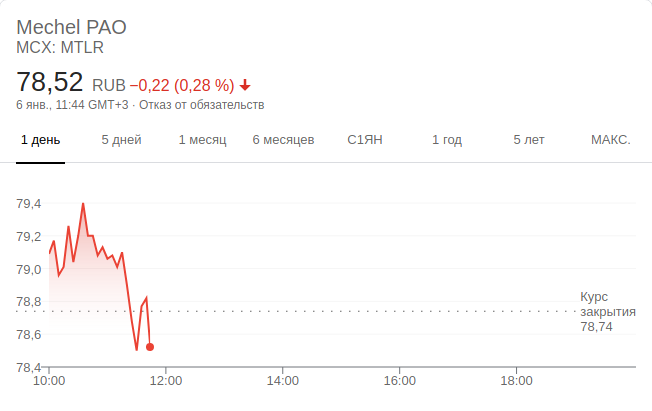 Mechel PAO
MCX: MTLR
78,52 RUB −0,22 (0,28 %)
6 янв., 11:44 GMT+3 · Отказ от обязательств
1 день 5 дней 1 месяц 6 месяцев С1ЯН 1 год 5 лет МАКС.
79,4
79,2
79,0
78,8
Курс
закрытия
78,74
78,6
78,4
10:00 12:00 14:00 16:00 18:00